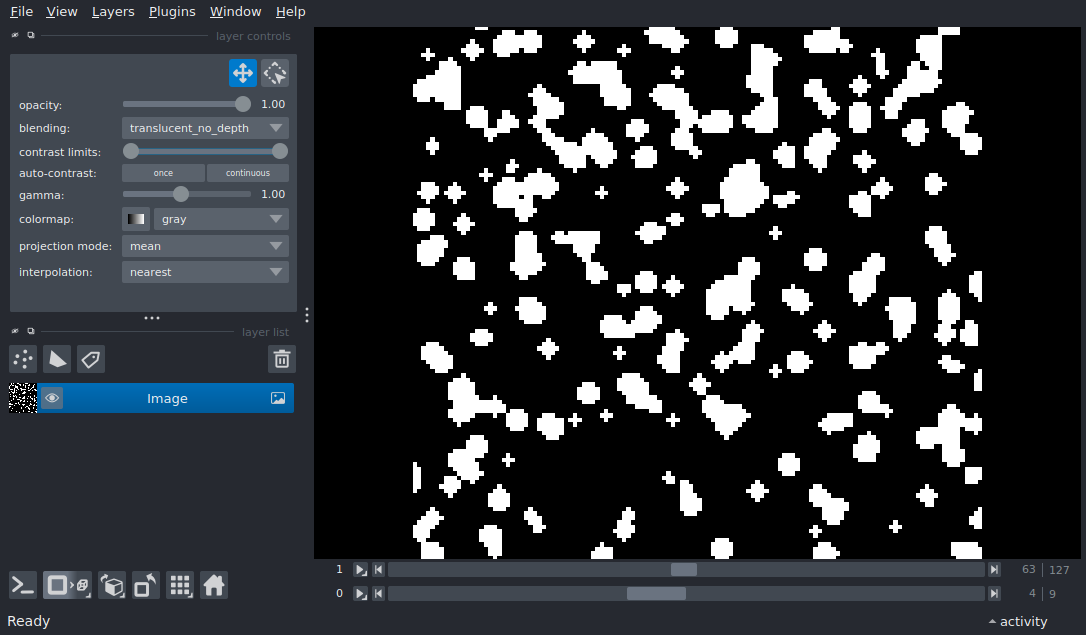 File View Layers Plugins Window Help
layer controls
opacity: 1.00
blending: translucent_no_depth
contrast limits:
auto-contrast: once continuous
gamma: 1.00
colormap: gray
projection mode: mean
interpolation: nearest
layer list
Image
1 63 127
0 4 9
Ready activity